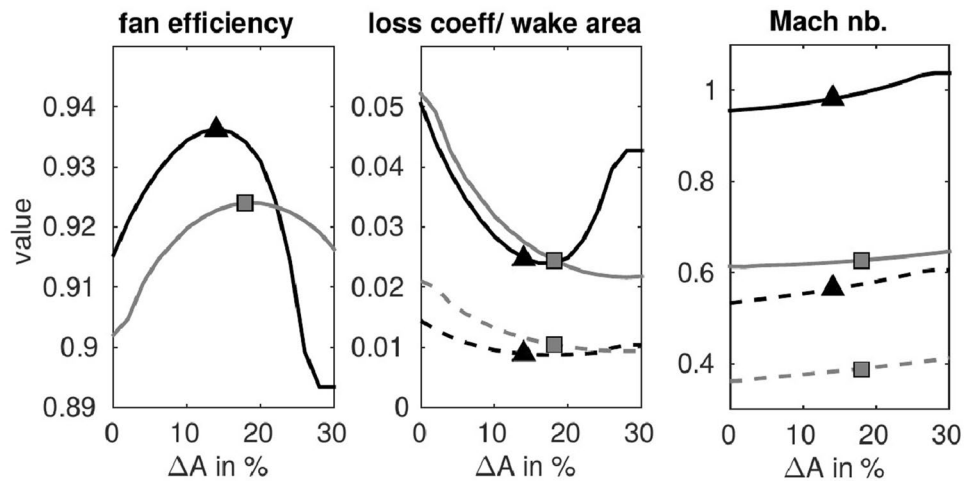 fan efficiency
loss coeff/ wake area
Mach nb.
value
0.94
0.93
0.92
0.91
0.9
0.89
0.05
0.04
0.03
0.02
0.01
0
1
0.8
0.6
0.4
0 10 20 30
0 10 20 30
0 10 20 30
ΔA in %
ΔA in %
ΔA in %